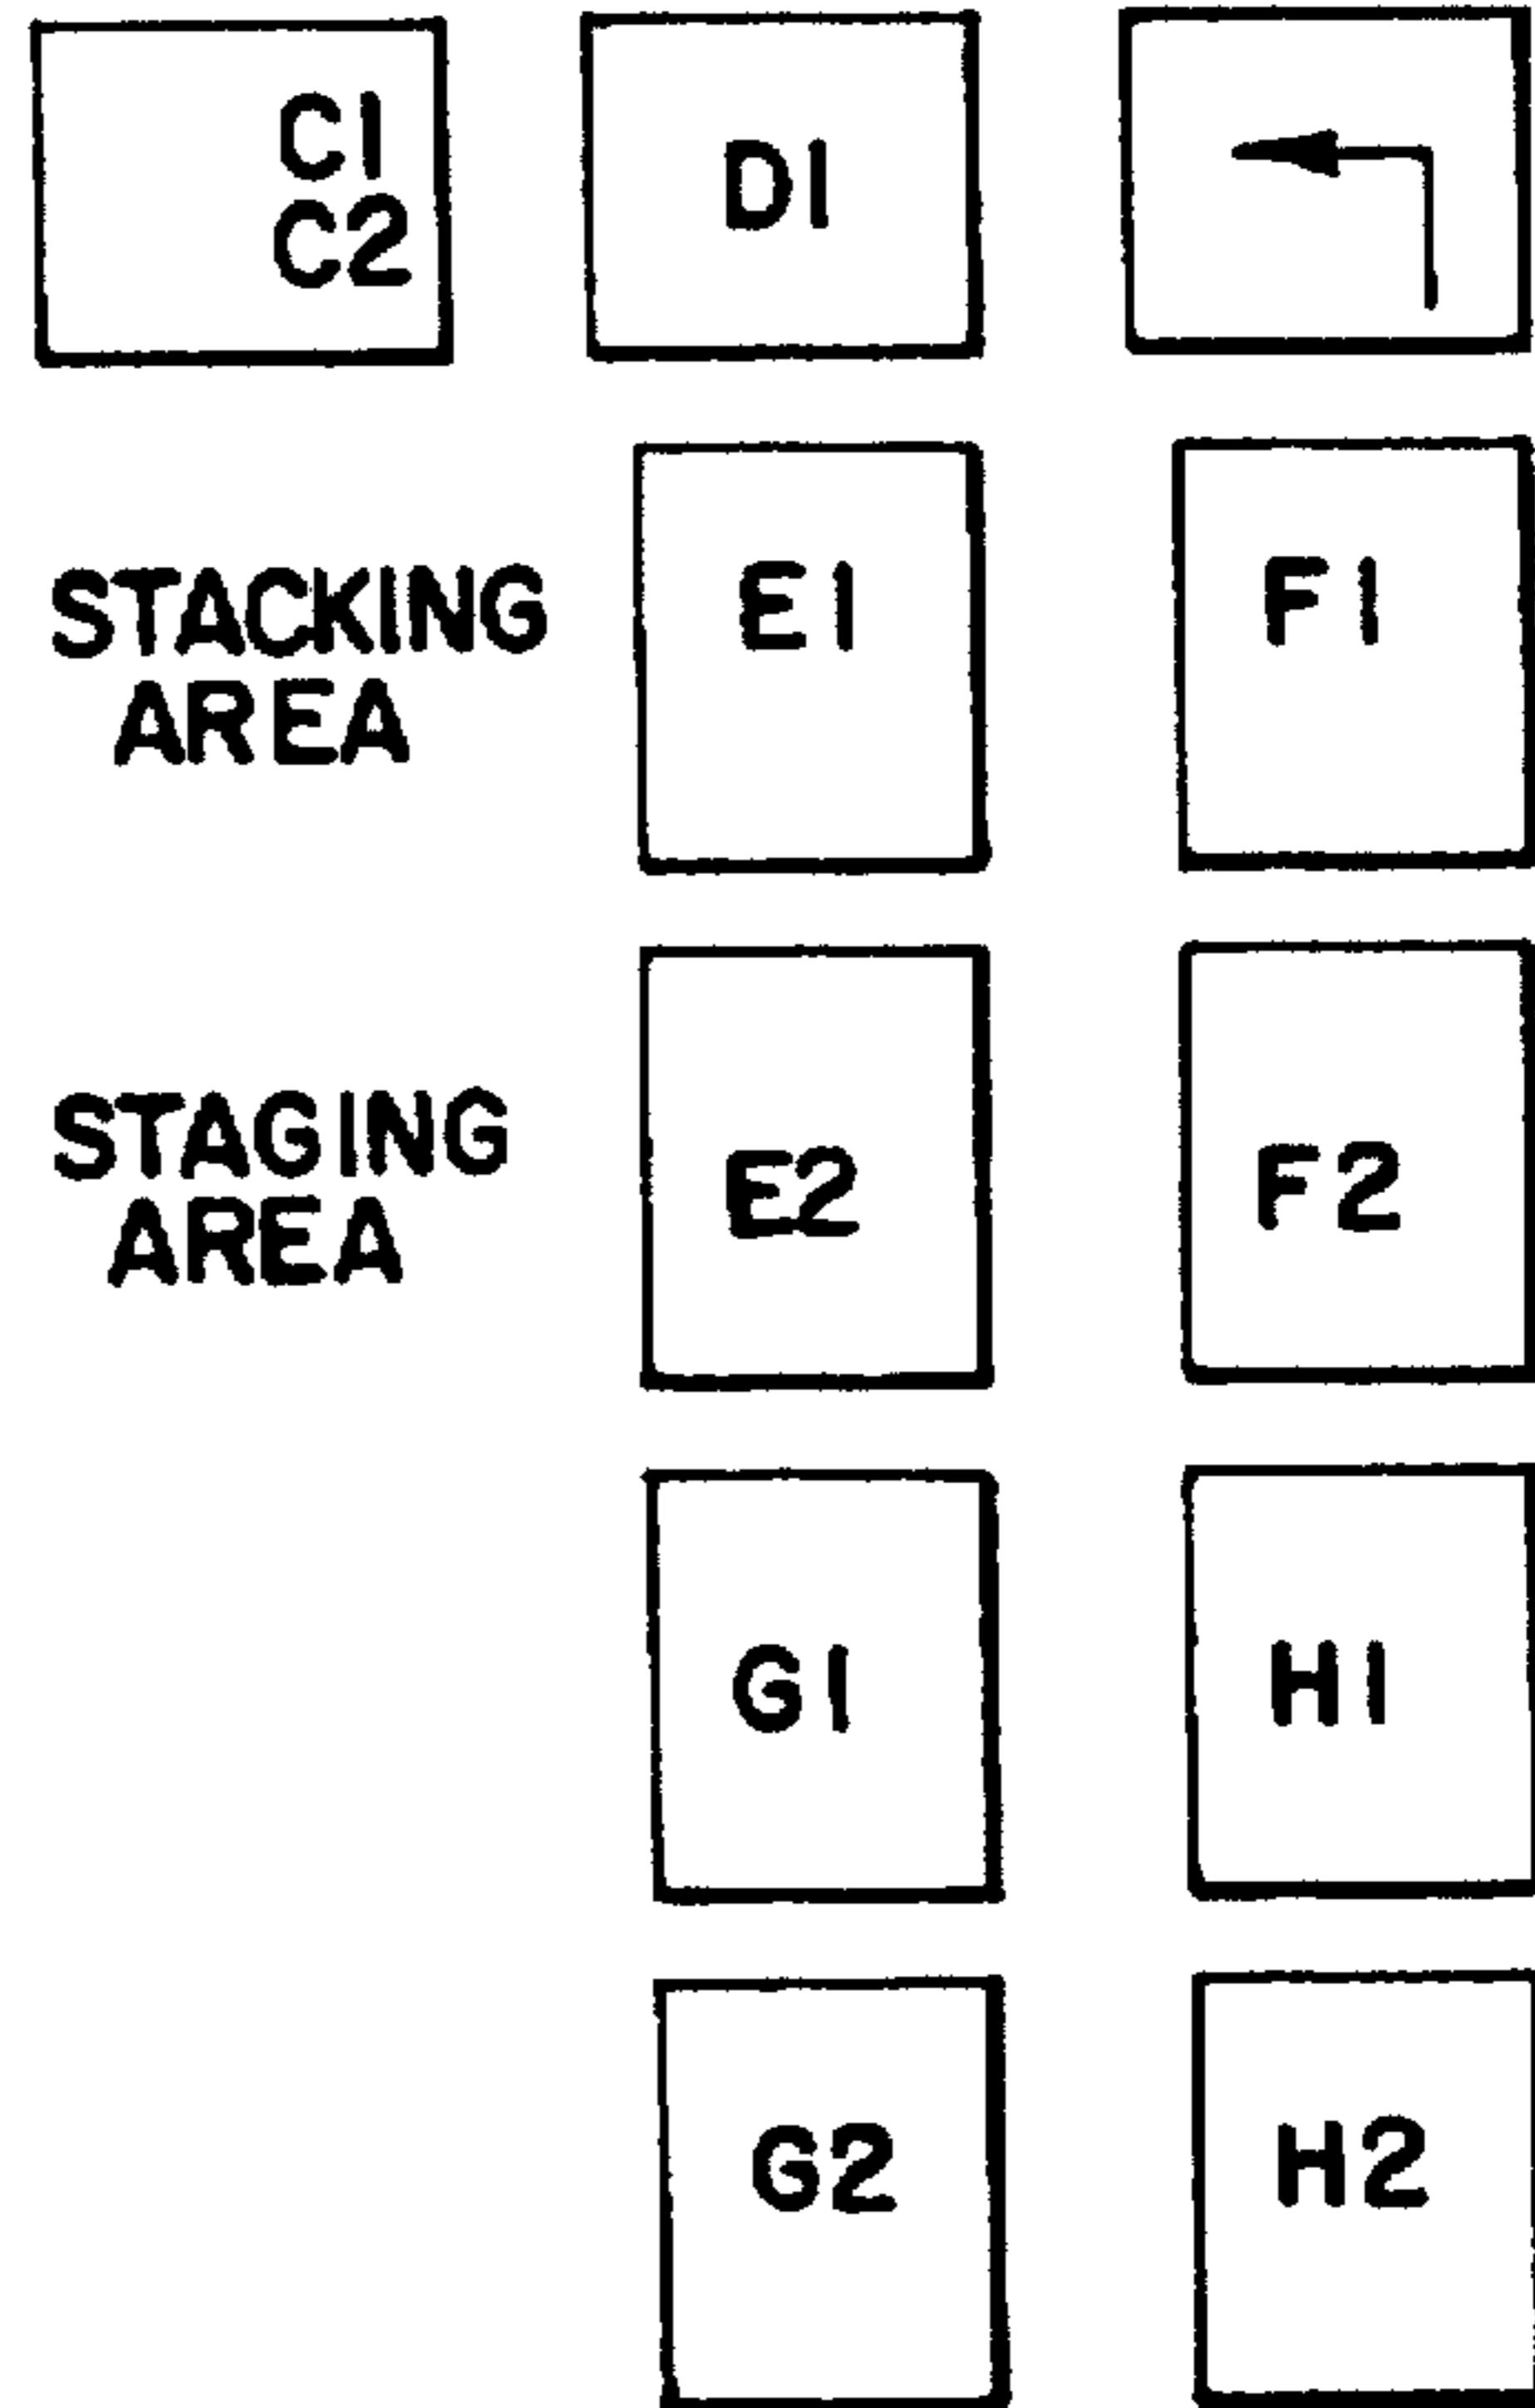 C1
C2
D1
STACKING
AREA
E1
F1
STAGING
AREA
E2
F2
G1
H1
G2
H2